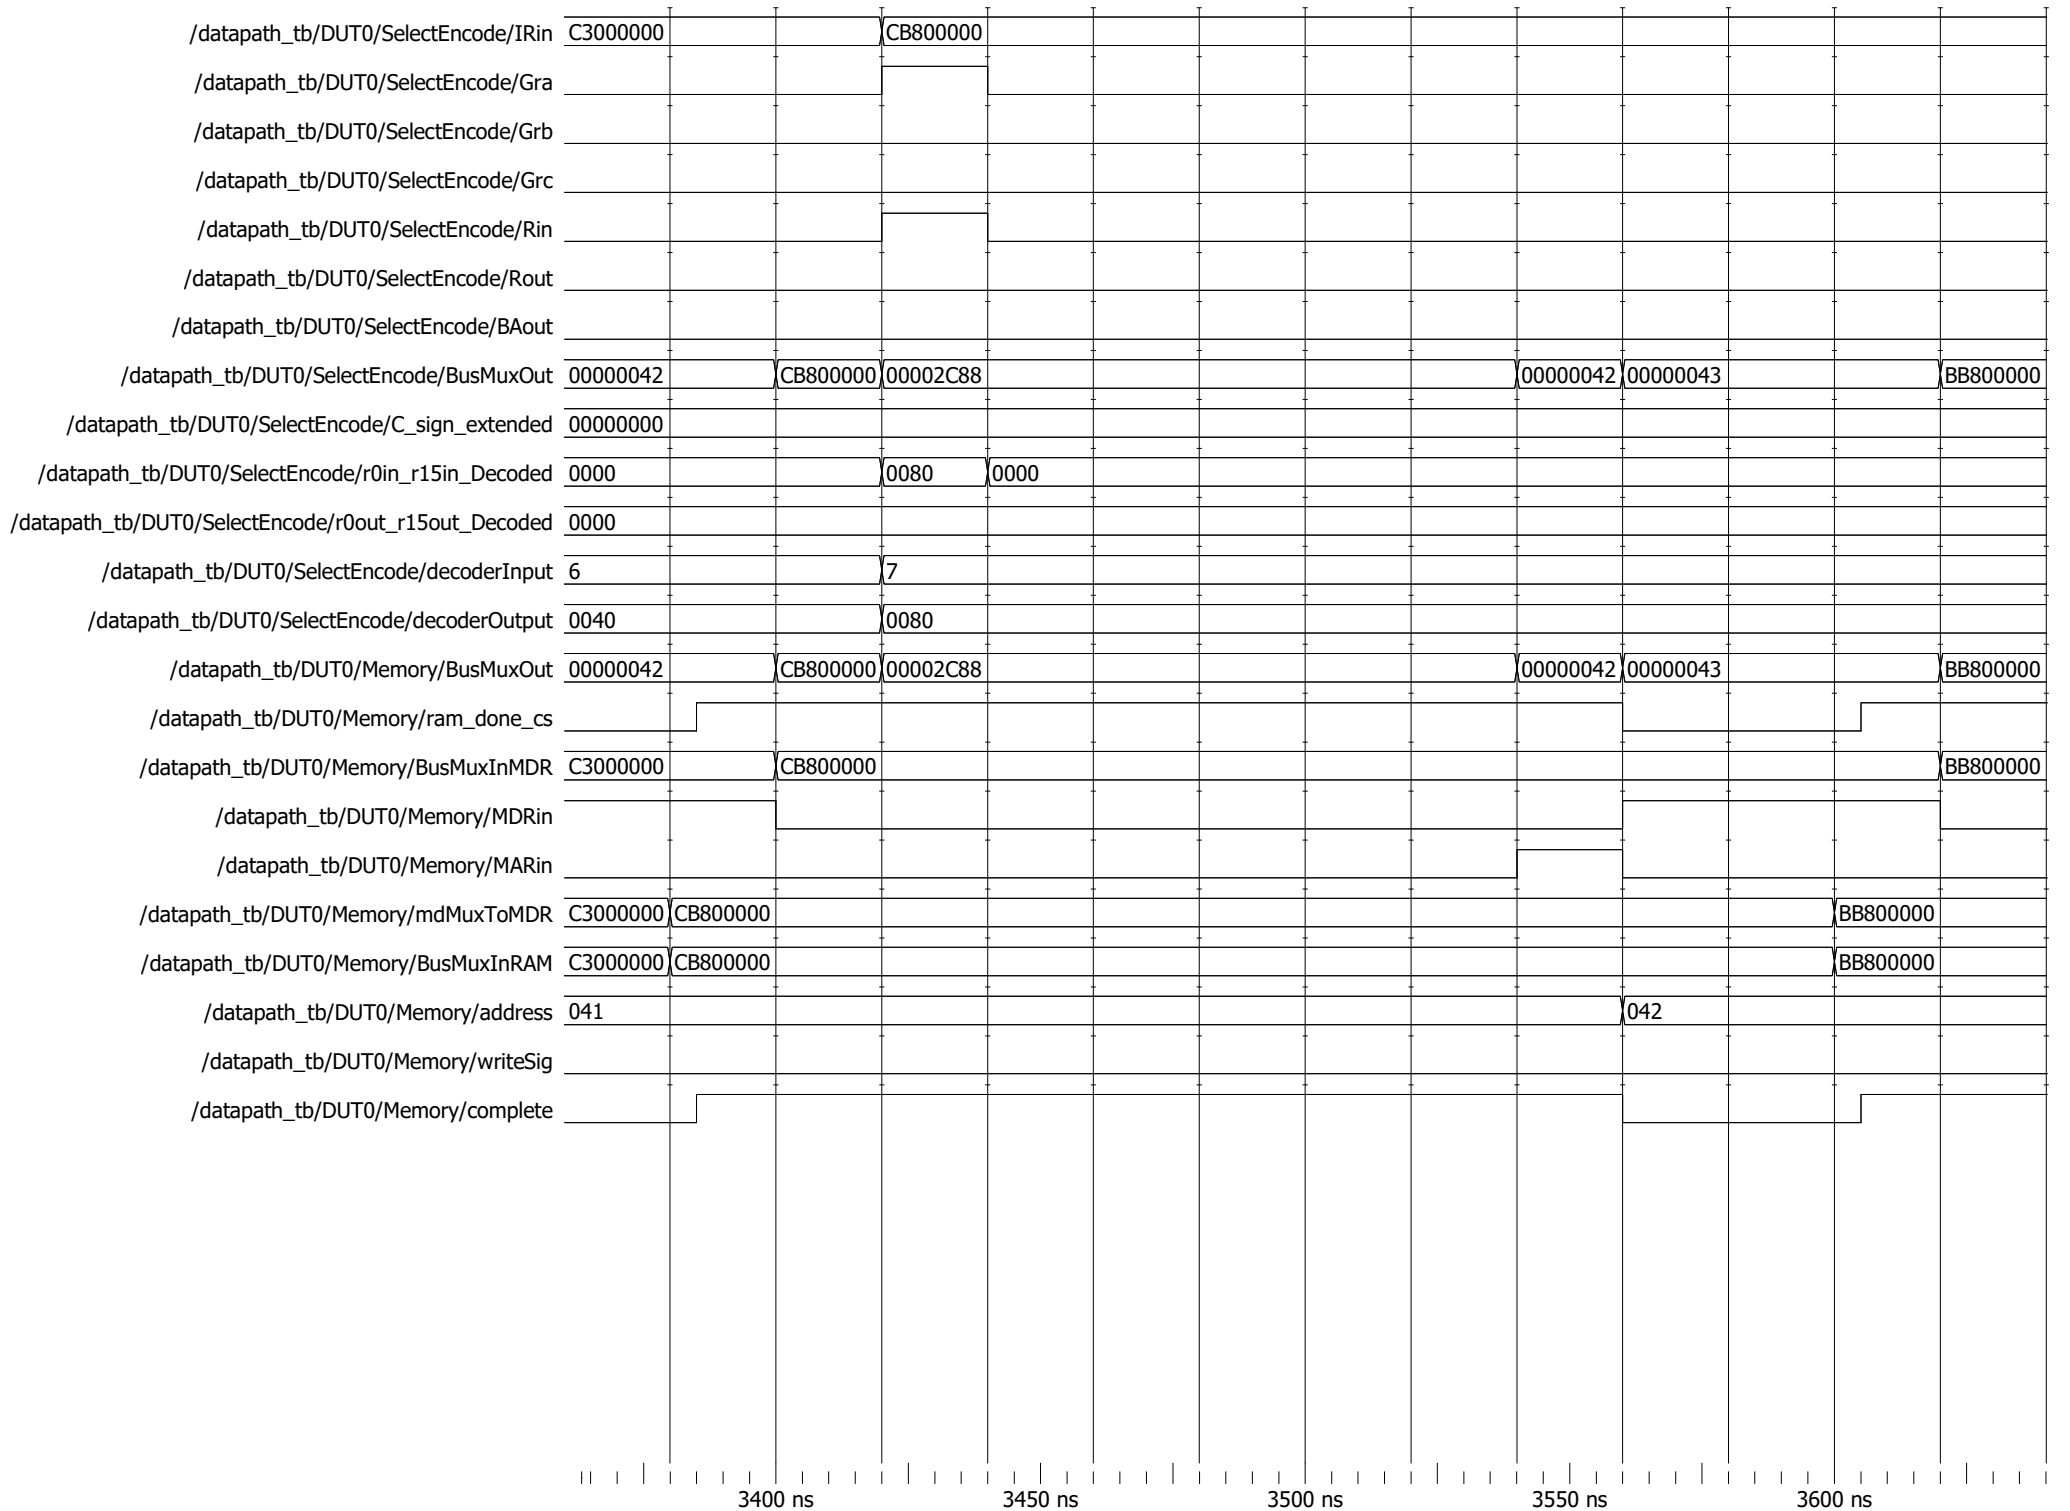 /datapath_tb/DUT0/SelectEncode/IRin C3000000 CB800000
/datapath_tb/DUT0/SelectEncode/Gra
/datapath_tb/DUT0/SelectEncode/Grb
/datapath_tb/DUT0/SelectEncode/Grc
/datapath_tb/DUT0/SelectEncode/Rin
/datapath_tb/DUT0/SelectEncode/Rout
/datapath_tb/DUT0/SelectEncode/BAout
/datapath_tb/DUT0/SelectEncode/BusMuxOut 00000042 CB800000 00002C88 00000042 00000043 BB800000
/datapath_tb/DUT0/SelectEncode/C_sign_extended 00000000
/datapath_tb/DUT0/SelectEncode/r0in_r15in_Decoded 0000 0080 0000
/datapath_tb/DUT0/SelectEncode/r0out_r15out_Decoded 0000
/datapath_tb/DUT0/SelectEncode/decoderInput 6 7
/datapath_tb/DUT0/SelectEncode/decoderOutput 0040 0080
/datapath_tb/DUT0/Memory/BusMuxOut 00000042 CB800000 00002C88 00000042 00000043 BB800000
/datapath_tb/DUT0/Memory/ram_done_cs
/datapath_tb/DUT0/Memory/BusMuxInMDR C3000000 CB800000 BB800000
/datapath_tb/DUT0/Memory/MDRin
/datapath_tb/DUT0/Memory/MARin
/datapath_tb/DUT0/Memory/mdMuxToMDR C3000000 CB800000 BB800000
/datapath_tb/DUT0/Memory/BusMuxInRAM C3000000 CB800000 BB800000
/datapath_tb/DUT0/Memory/address 041 042
/datapath_tb/DUT0/Memory/writeSig
/datapath_tb/DUT0/Memory/complete
3400 ns 3450 ns 3500 ns 3550 ns 3600 ns